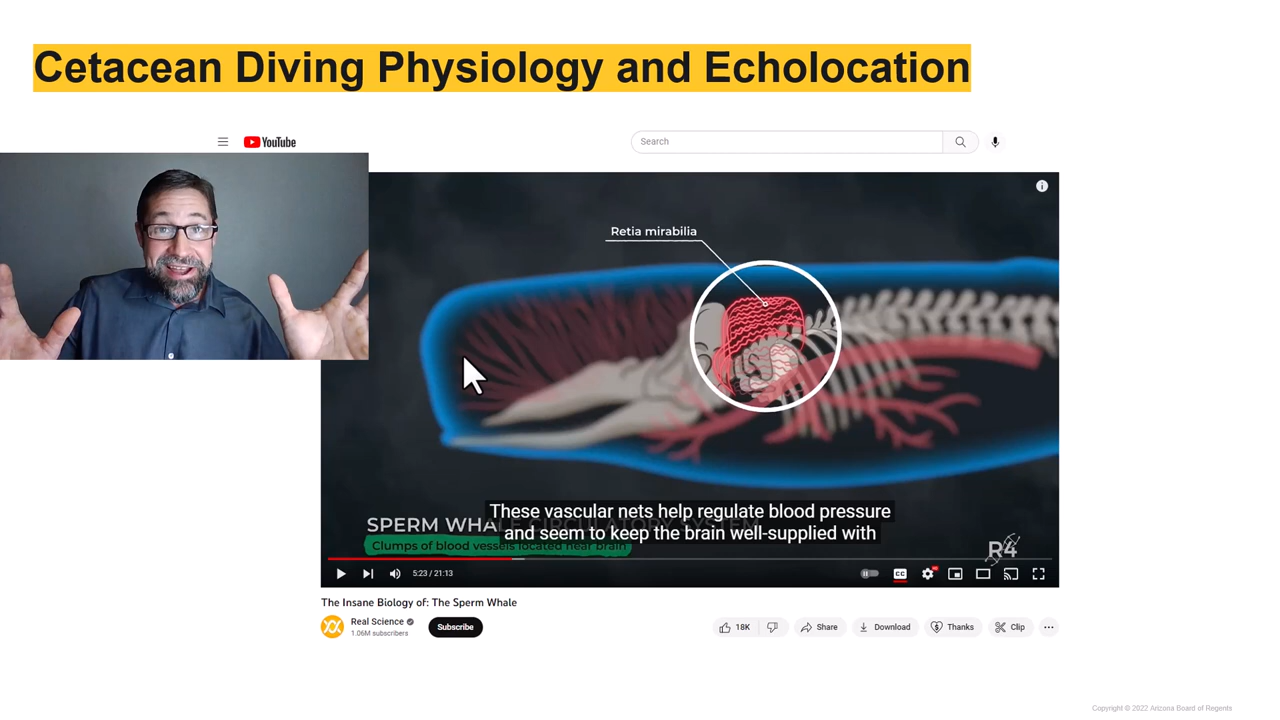 Cetacean Diving Physiology and Echolocation
YouTube
Search
Retia mirabilia
These vascular nets help regulate blood pressure
and seem to keep the brain well-supplied with
SPERM WHALE CIRCULATORY SYSTEM
Clumps of blood vessels located near brain
R4
5:23 / 21:13
CC
The Insane Biology of: The Sperm Whale
Real Science
1.06M subscribers
Subscribe
18K
Share
Download
Thanks
Clip
Copyright © 2022 Arizona Board of Regents